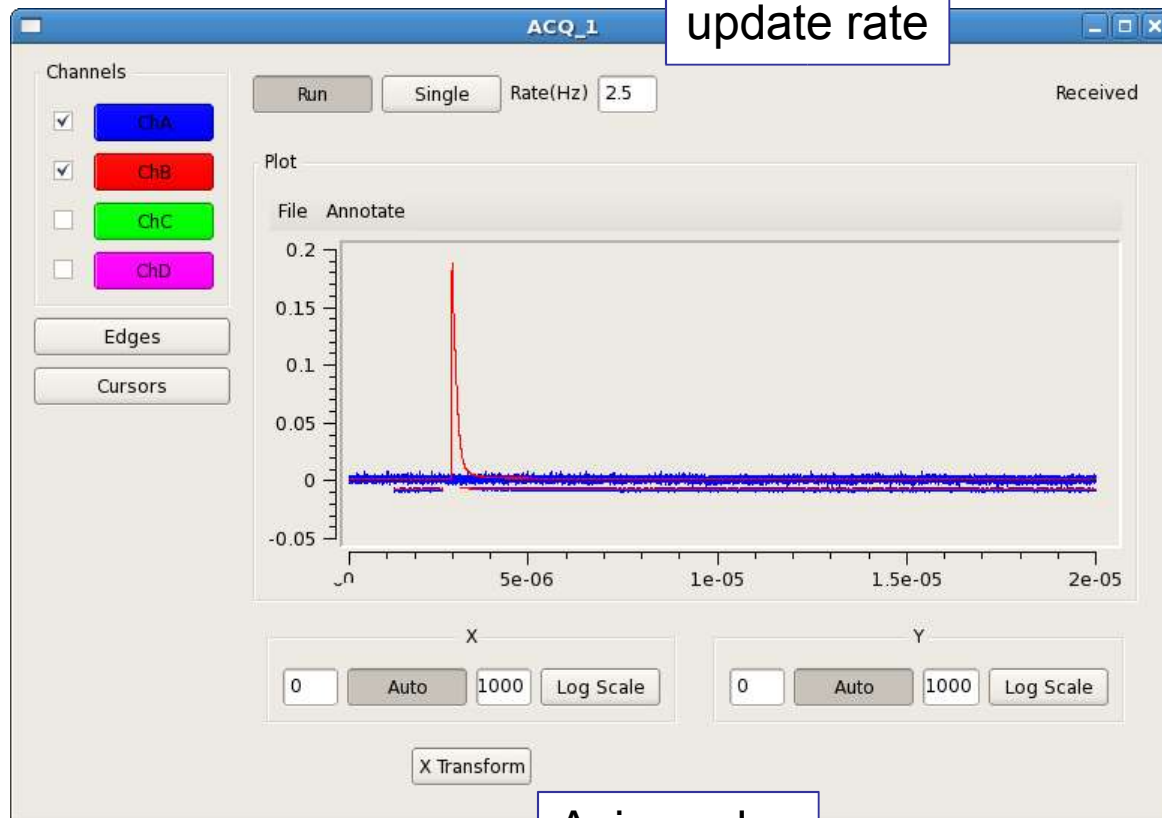 update rate
ACQ_1
Channels
ChA
ChB
ChC
ChD
Edges
Cursors
Run Single Rate(Hz) 2.5 Received
Plot
File Annotate
0.2
0.15
0.1
0.05
0
-0.05
5e-06 1e-05 1.5e-05 2e-05
X
0 Auto 1000 Log Scale
Y
0 Auto 1000 Log Scale
X Transform